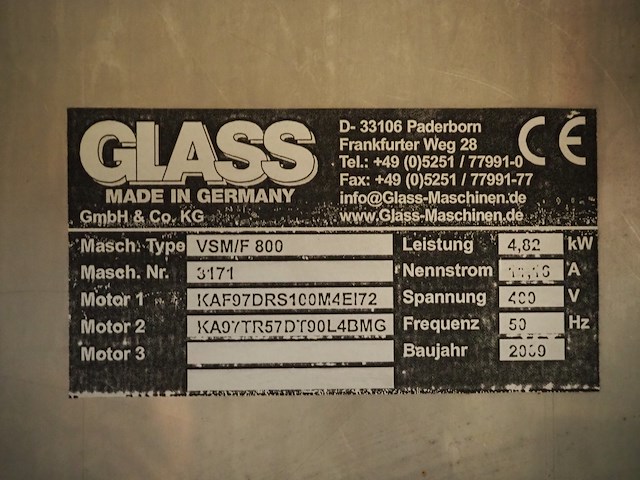 GLASS
MADE IN GERMANY
GmbH & Co. KG
D- 33106 Paderborn
Frankfurter Weg 28
Tel.: +49 (0)5251 / 77991-0
Fax: +49 (0)5251 / 77991-77
info@Glass-Maschinen.de
www.Glass-Maschinen.de
CE
Masch. Type VSM/F 800
Masch. Nr. 3171
Motor 1 KAF97DRS100M4EI72
Motor 2 KA97TR57DT90L4BMG
Motor 3
Leistung 4,82 kW
Nennstrom A
Spannung 400 V
Frequenz 50 Hz
Baujahr 2009